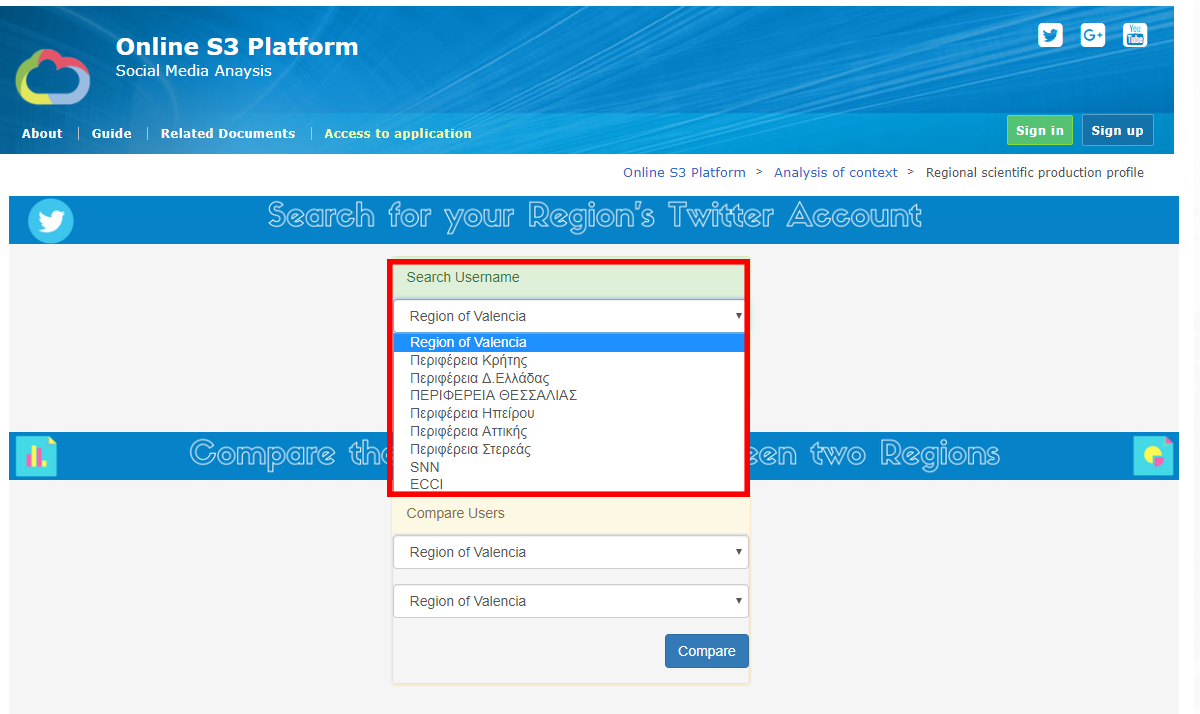 Online S3 Platform
Social Media Anaysis
You
Tube
G+
About | Guide | Related Documents | Access to application
Sign in
Sign up
Online S3 Platform > Analysis of context > Regional scientific production profile
Search for your Region's Twitter Account
Search Username
Region of Valencia
Region of Valencia
Περιφέρεια Κρήτης
Περιφέρεια Δ.Ελλάδας
ΠΕΡΙΦΕΡΕΙΑ ΘΕΣΣΑΛΙΑΣ
Περιφέρεια Ηπείρου
Περιφέρεια Αττικής
Περιφέρεια Στερεάς
SNN
ECCI
Compare the
two Regions
Compare Users
Region of Valencia
Region of Valencia
Compare